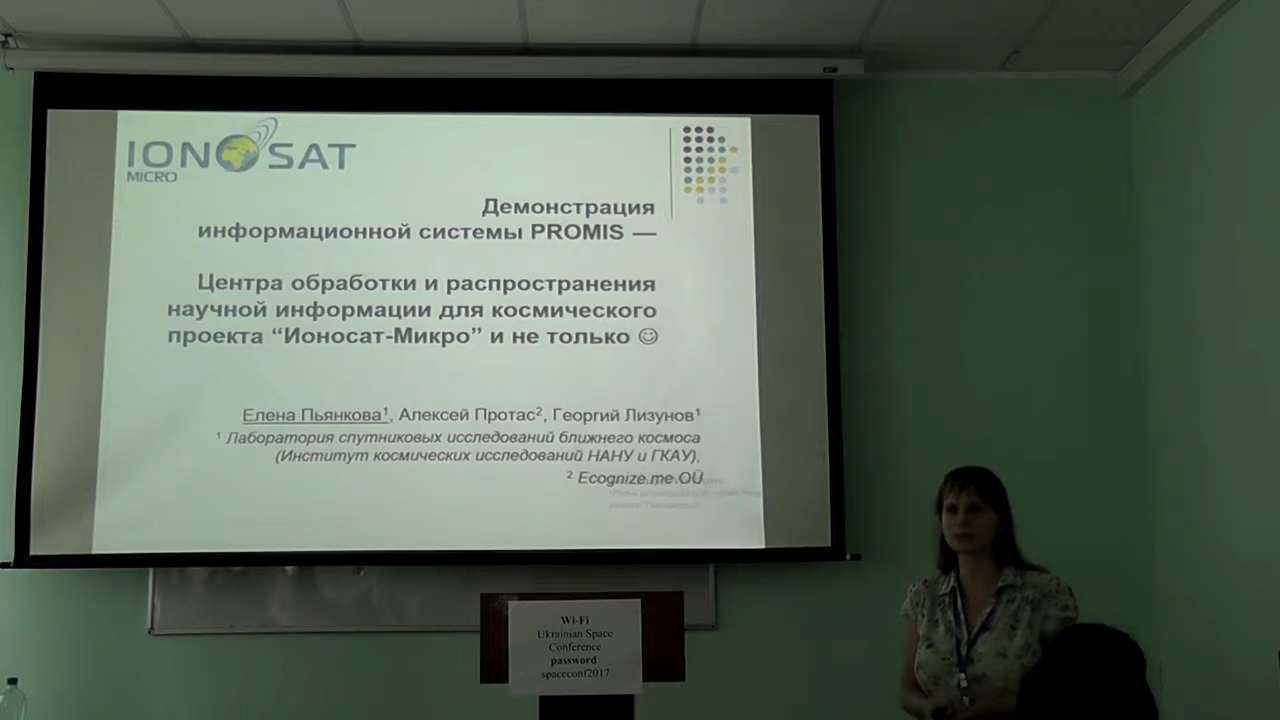 IONOSAT
MICRO
Демонстрация
информационной системы PROMIS —
Центра обработки и распространения
научной информации для космического
проекта “Ионосат-Микро” и не только ☺
Елена Пьянкова¹, Алексей Протас², Георгий Лизунов¹
¹ Лаборатория спутниковых исследований ближнего космоса
(Институт космических исследований НАНУ и ГКАУ),
² Ecognize.me OÜ
Wi-Fi
Ukrainian Space
Conference
password
spaceconf2017